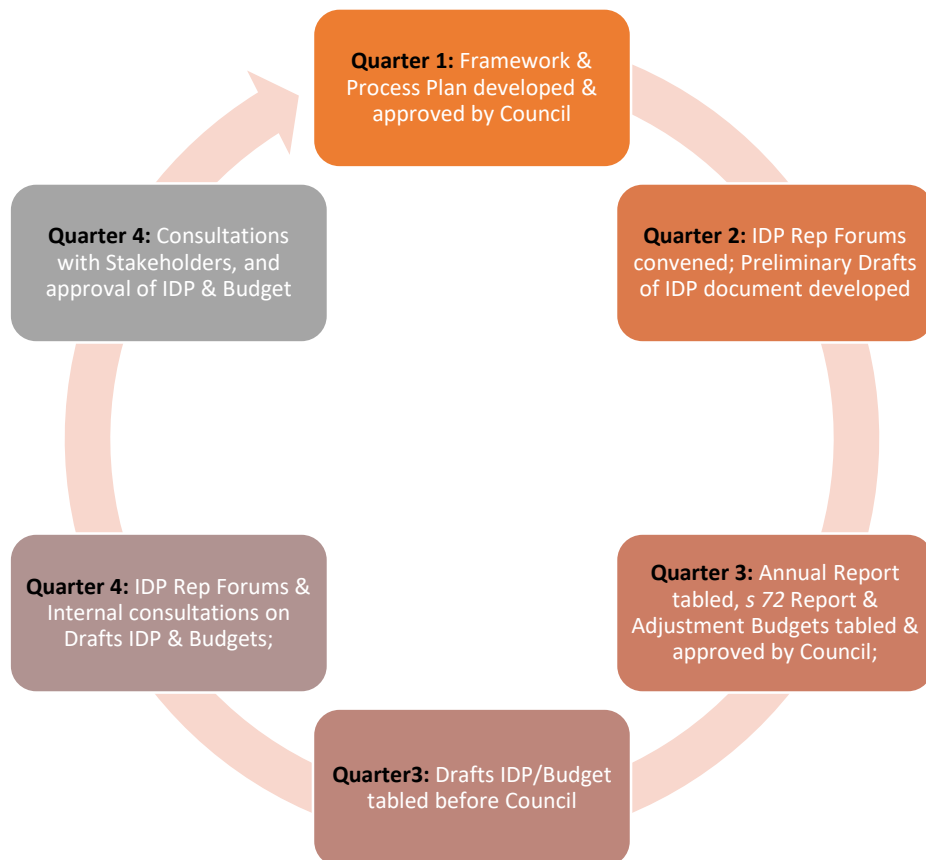 Quarter 1: Framework &
Process Plan developed &
approved by Council
Quarter 2: IDP Rep Forums
convened; Preliminary Drafts
of IDP document developed
Quarter 3: Annual Report
tabled, s 72 Report &
Adjustment Budgets tabled &
approved by Council;
Quarter3: Drafts IDP/Budget
tabled before Council
Quarter 4: IDP Rep Forums &
Internal consultations on
Drafts IDP & Budgets;
Quarter 4: Consultations
with Stakeholders, and
approval of IDP & Budget